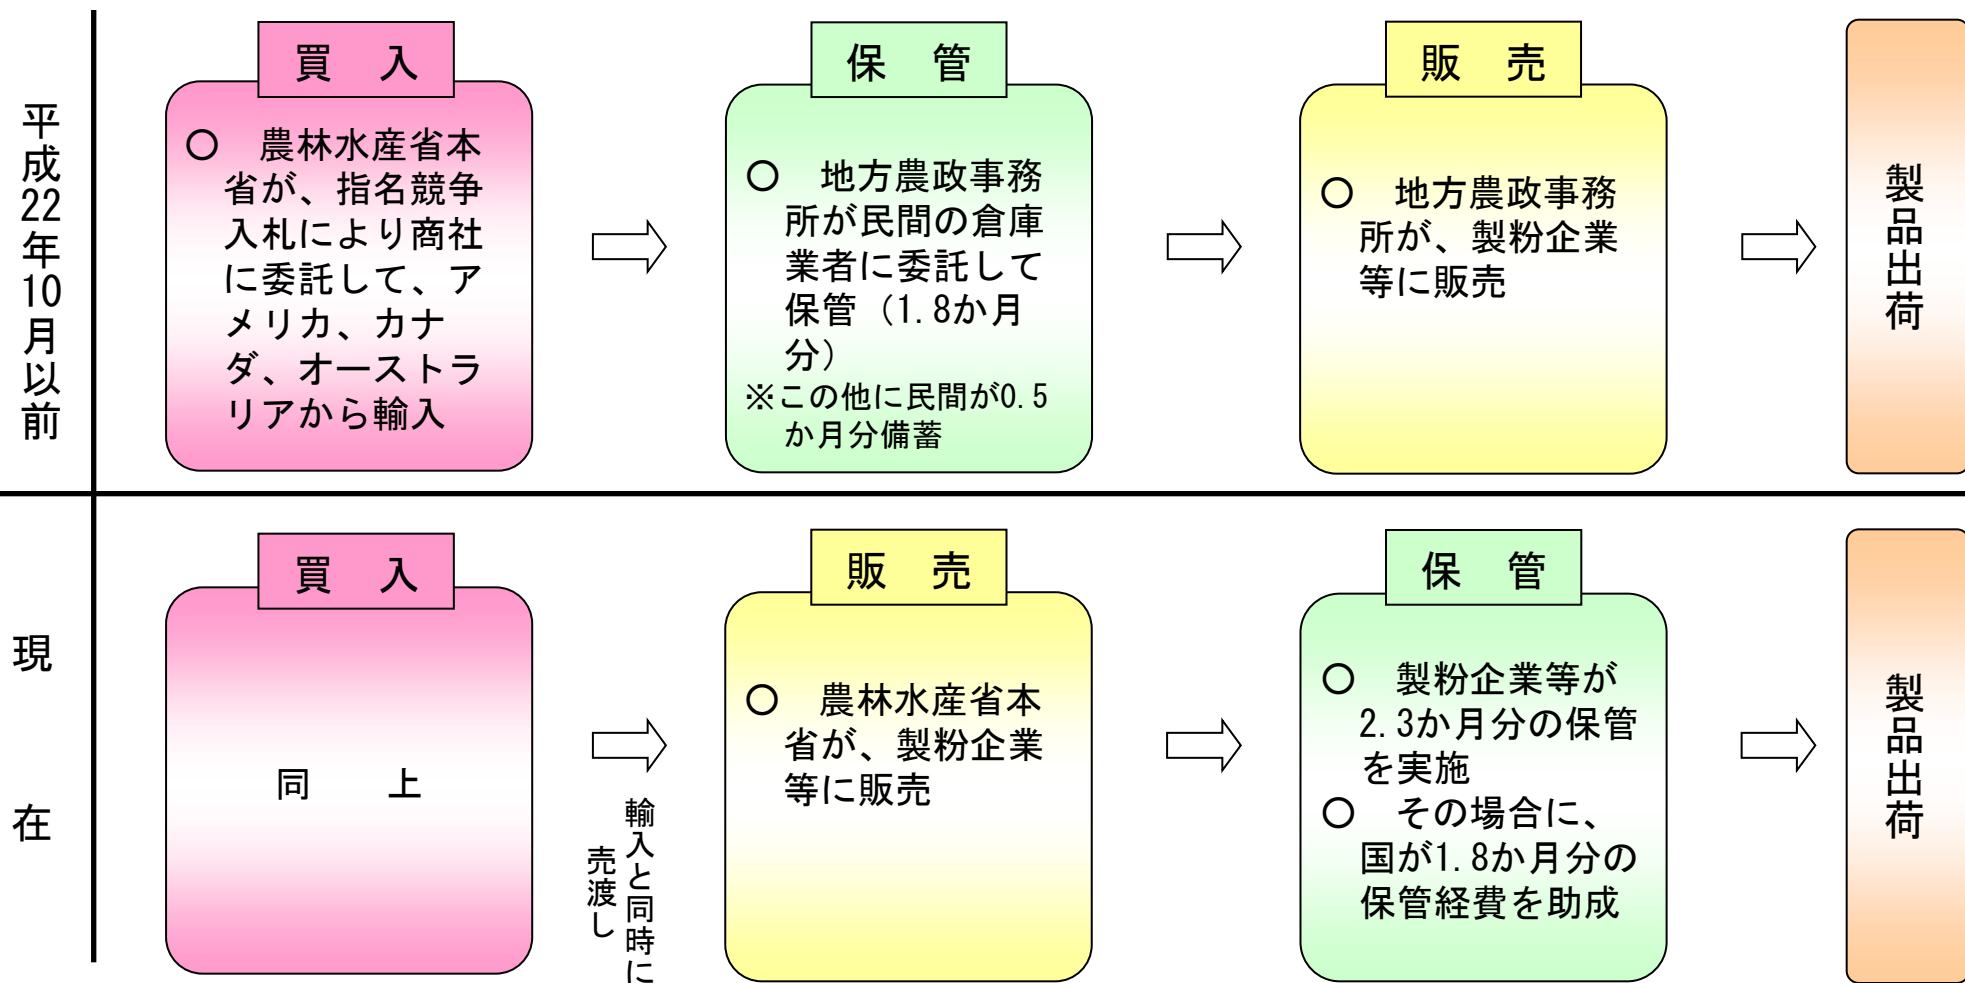 平成22年10月以前
買　入
○　農林水産省本
省が、指名競争
入札により商社
に委託して、ア
メリカ、カナ
ダ、オーストラ
リアから輸入
保　管
○　地方農政事務
所が民間の倉庫
業者に委託して
保管（1.8か月
分）
※この他に民間が0.5
か月分備蓄
販　売
○　地方農政事務
所が、製粉企業
等に販売
製品出荷
現　在
買　入
同　上
輸入と同時に
売渡し
販　売
○　農林水産省本
省が、製粉企業
等に販売
保　管
○　製粉企業等が
2.3か月分の保管
を実施
○　その場合に、
国が1.8か月分の
保管経費を助成
製品出荷